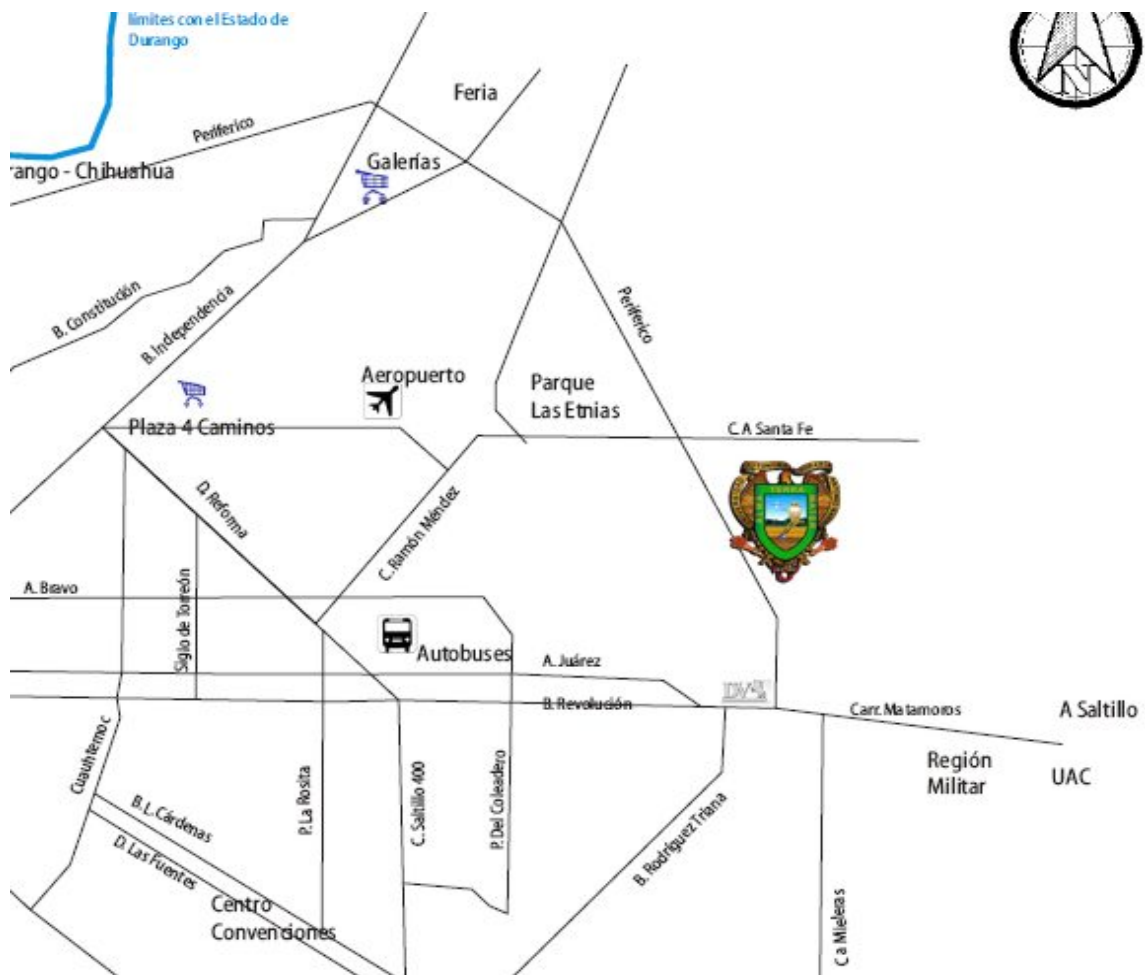 límites con el Estado de
Durango
N
Feria
Periferico
Galerías
rango - Chihuahua
B. Constitución
B. Independencia
Periferico
Aeropuerto
Parque
Las Etnias
Plaza 4 Caminos
C. A Santa Fe
D. Reforma
C. Ramón Méndez
A. Bravo
Siglo de Torreón
Autobuses
A. Juárez
B. Revolución
Carr. Matamoros
A Saltillo
Región
Militar
UAC
Cuauhtemoc
P. La Rosita
C. Saltillo 400
P. Del Coleadero
B. L. Cárdenas
D. Las Fuentes
B. Rodríguez Triana
Centro
Convenciones
C a Mieleras